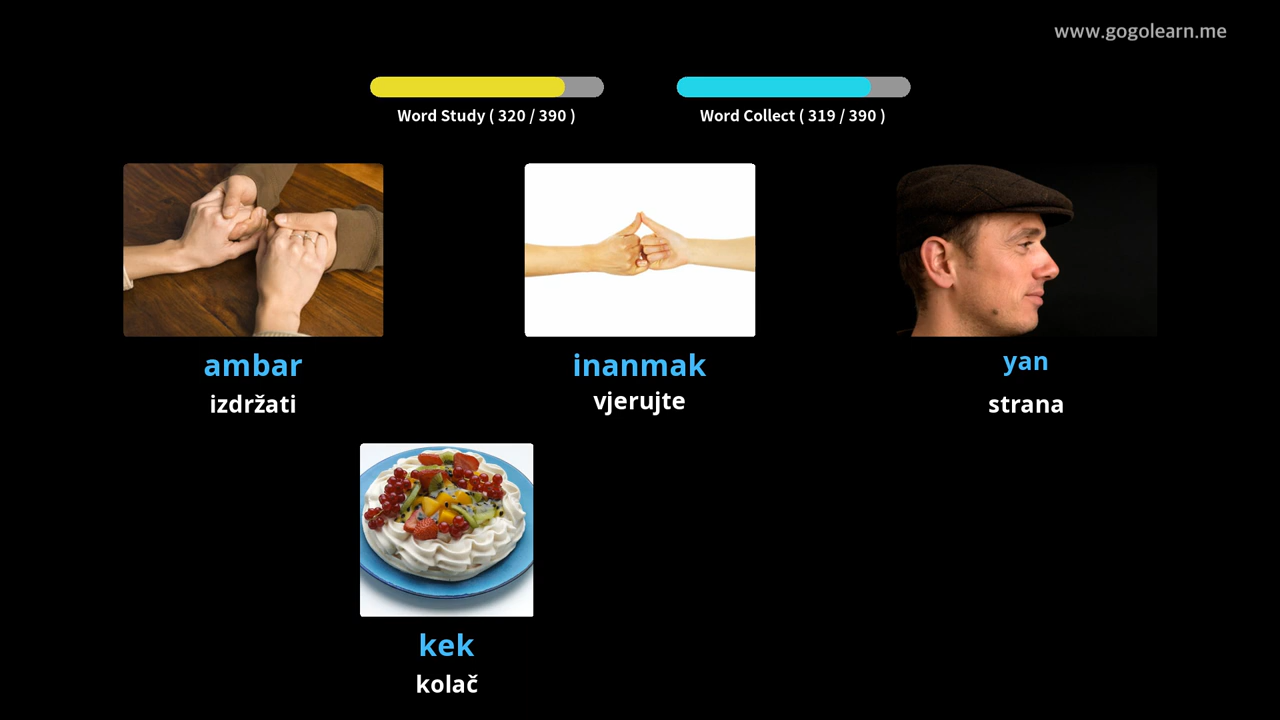 www.gogolearn.me
Word Study ( 320 / 390 )
Word Collect ( 319 / 390 )
ambar
izdržati
inanmak
vjerujte
yan
strana
kek
kolač